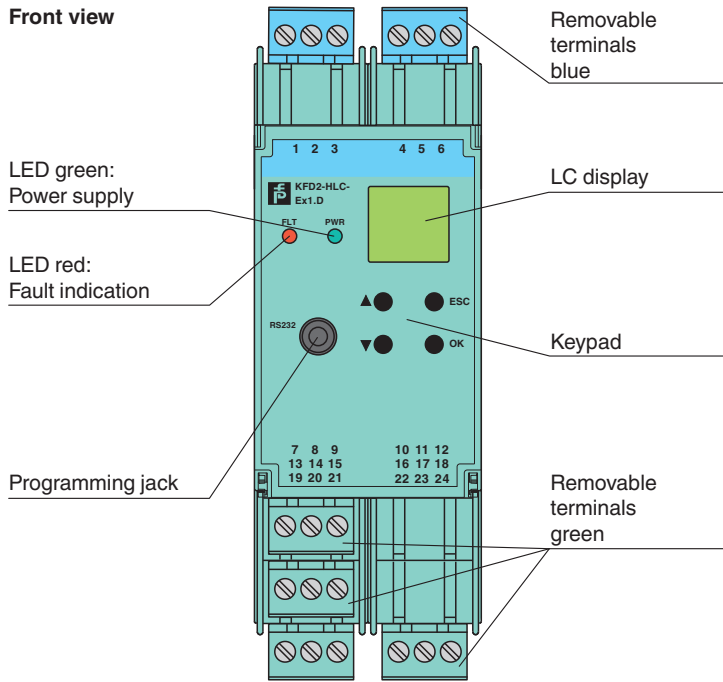 Front view
Removable
terminals
blue
1 2 3
4 5 6
LED green:
Power supply
KFD2-HLC-
Ex1.D
LC display
FLT
PWR
LED red:
Fault indication
ESC
RS232
OK
Keypad
7 8 9
10 11 12
13 14 15
16 17 18
19 20 21
22 23 24
Programming jack
Removable
terminals
green